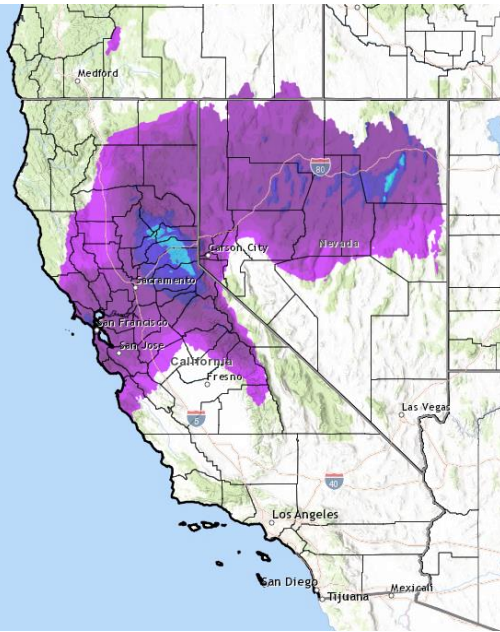 Medford
80
Nevada
Carson City
Sacramento
San Francisco
San Jose
California
Fresno
Las Vegas
5
40
Los Angeles
San Diego
Tijuana
Mexicali